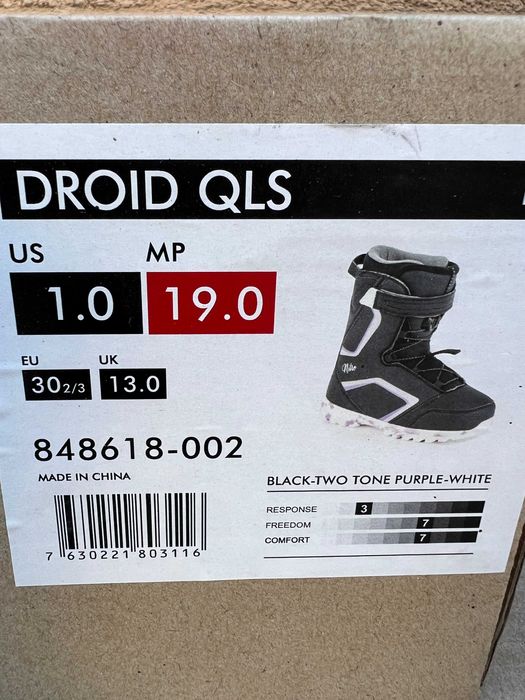 DROID QLS
US MP
1.0 19.0
EU UK
30 2/3 13.0
Nitro
848618-002
MADE IN CHINA
BLACK-TWO TONE PURPLE-WHITE
RESPONSE 3
FREEDOM 7
COMFORT 7
7 630221 803116